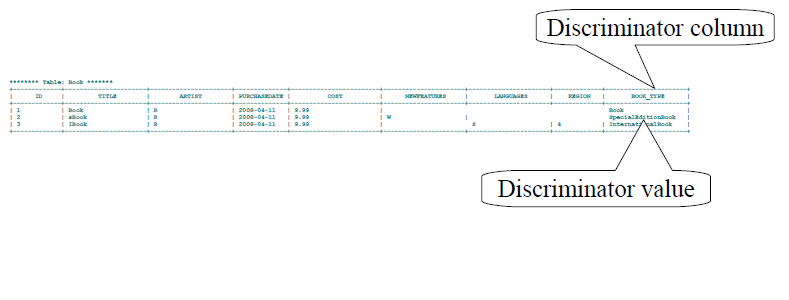 Discriminator column
******** Table: Book *******
| ID | TITLE | ARTIST | PURCHASEDATE | COST | NEWFEATURES | LANGUAGES | REGION | BOOK_TYPE |
| 1 | Book | R | 2008-04-11 | 9.99 | Book
| 2 | sBook | R | 2008-04-11 | 9.99 | W | SpecialEditionBook |
| 3 | IBook | R | 2008-04-11 | 9.99 | | 4 | InternationalBook |
Discriminator value